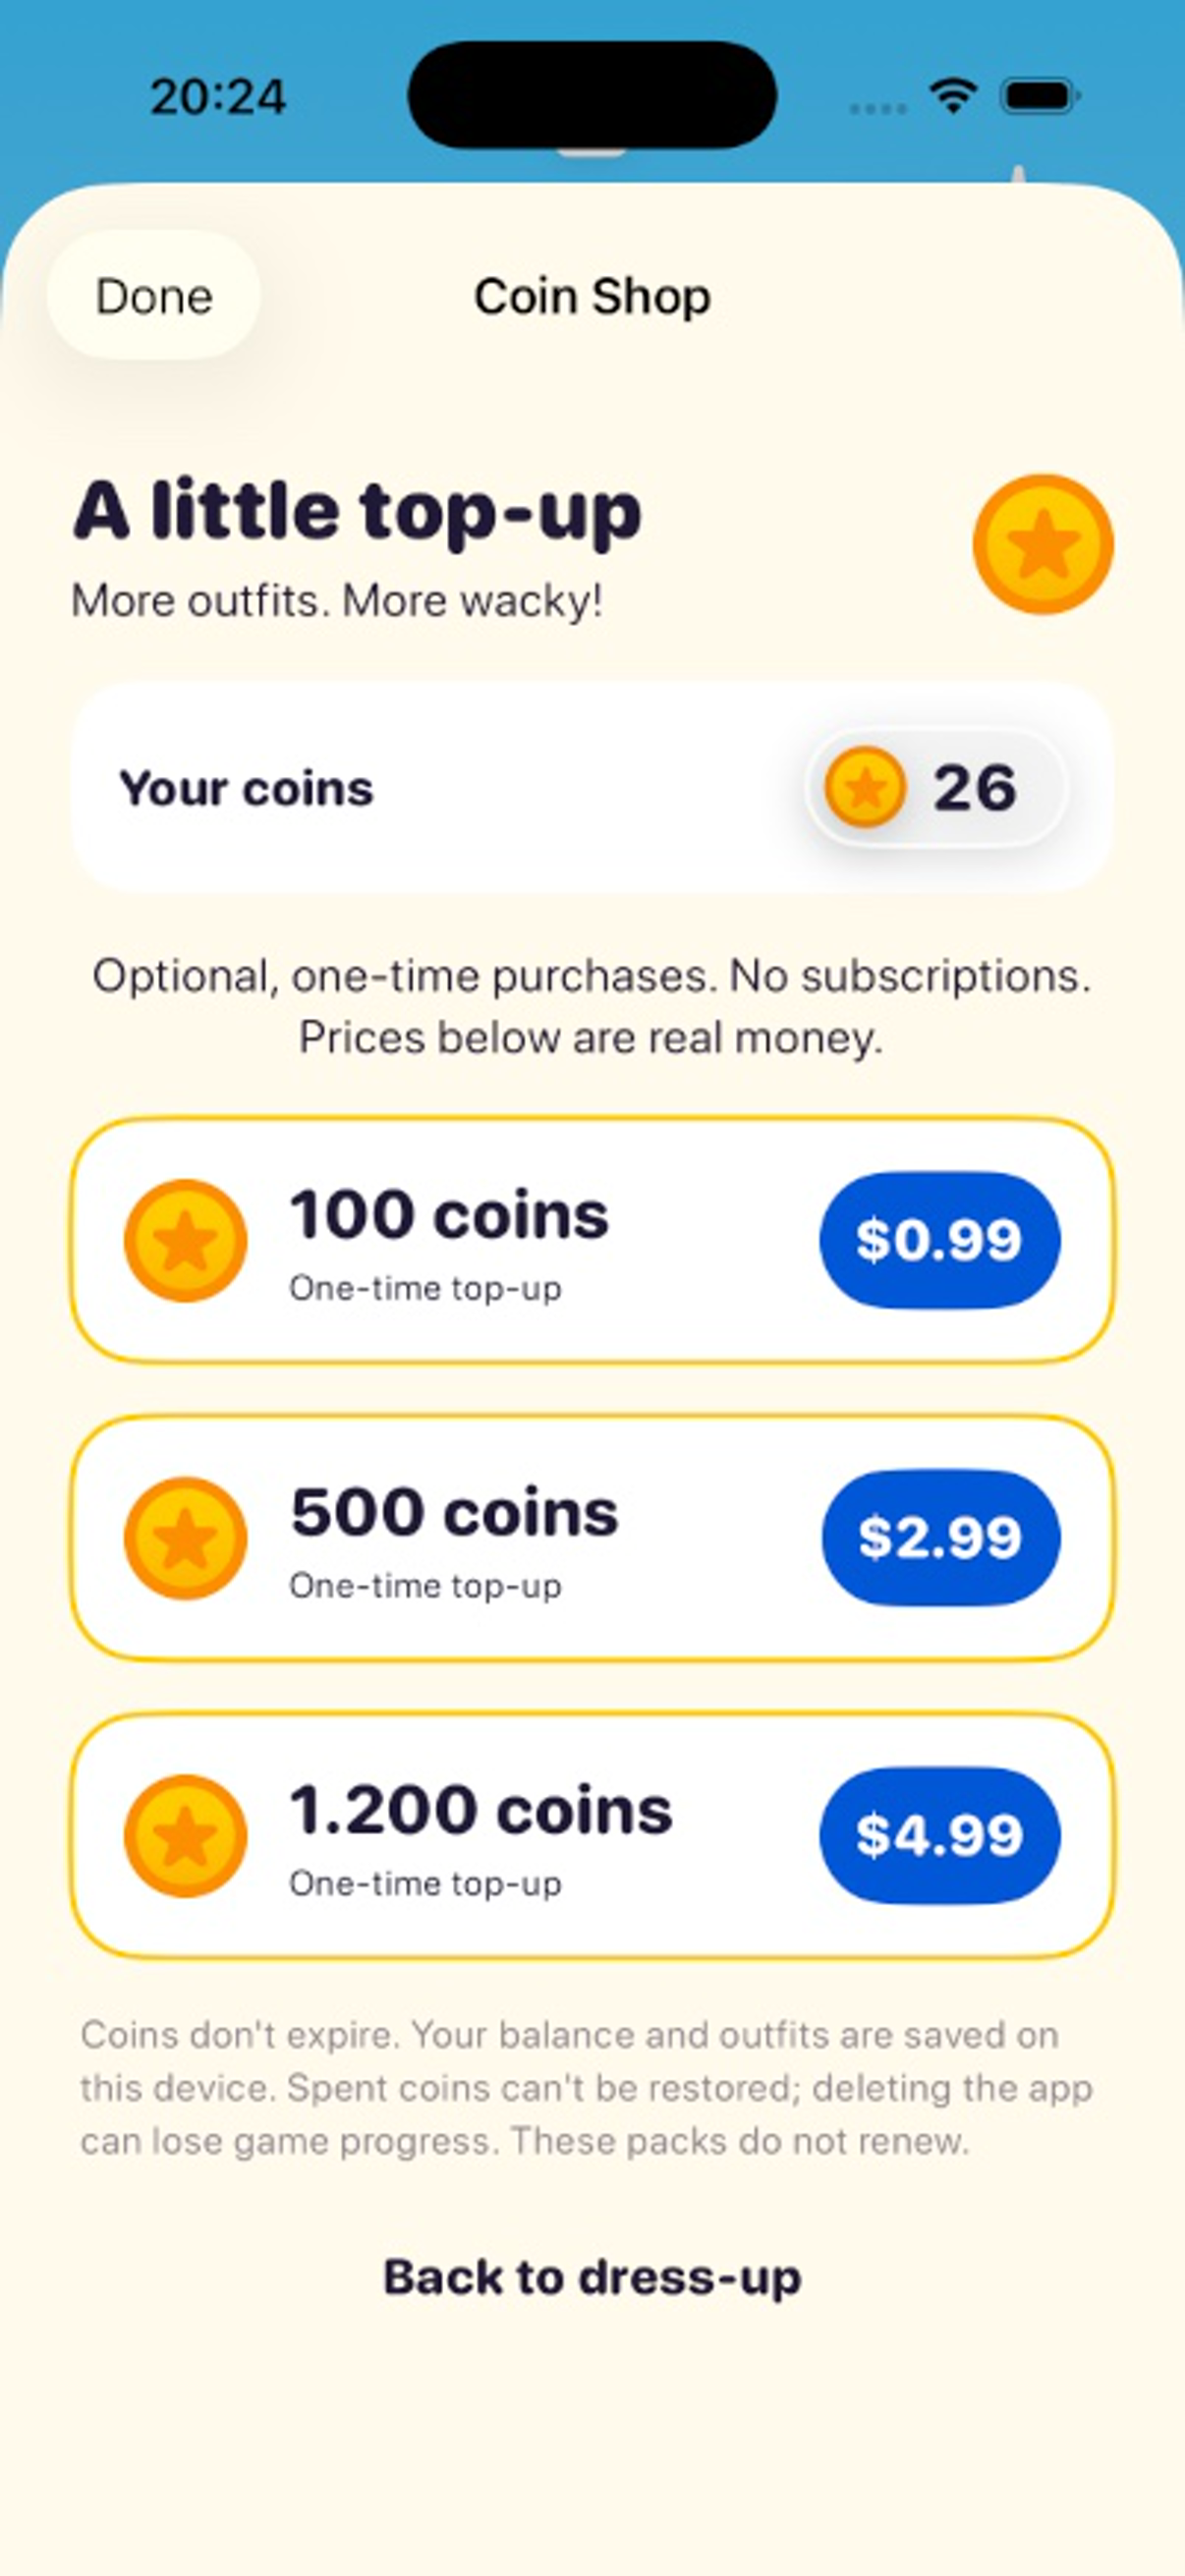 20:24
Done
Coin Shop
A little top-up
More outfits. More wacky!
Your coins
26
Optional, one-time purchases. No subscriptions.
Prices below are real money.
100 coins
One-time top-up
$0.99
500 coins
One-time top-up
$2.99
1.200 coins
One-time top-up
$4.99
Coins don't expire. Your balance and outfits are saved on
this device. Spent coins can't be restored; deleting the app
can lose game progress. These packs do not renew.
Back to dress-up